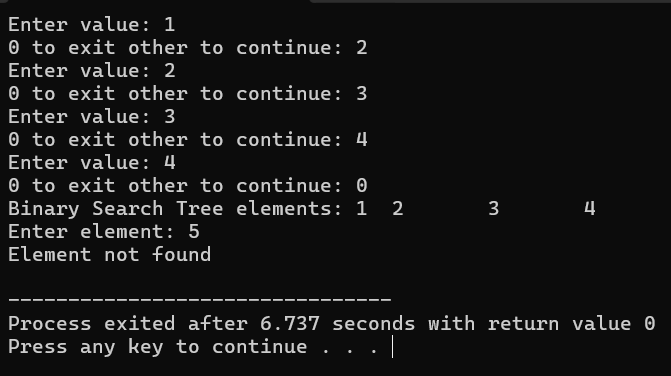 Enter value: 1
0 to exit other to continue: 2
Enter value: 2
0 to exit other to continue: 3
Enter value: 3
0 to exit other to continue: 4
Enter value: 4
0 to exit other to continue: 0
Binary Search Tree elements: 1  2       3       4
Enter element: 5
Element not found
--------------------------------
Process exited after 6.737 seconds with return value 0
Press any key to continue . . .